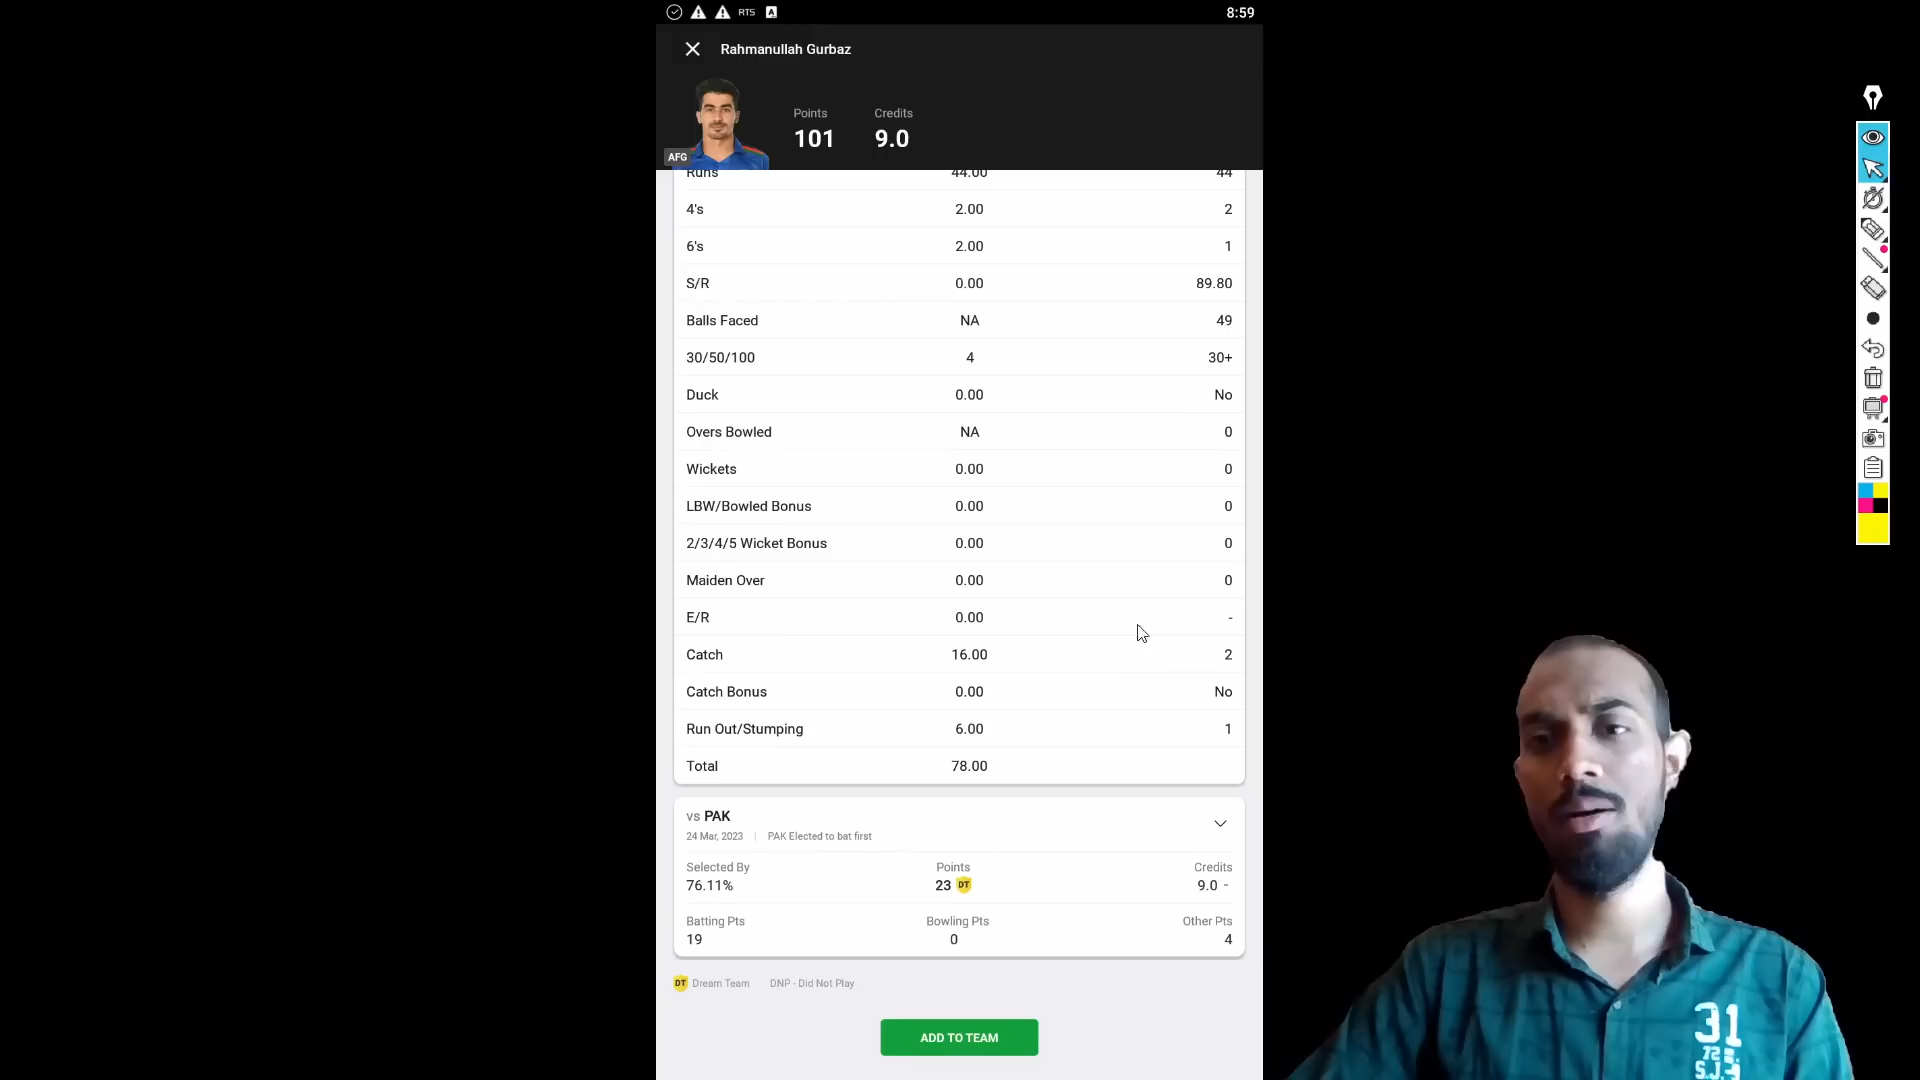 RTS A 8:59
Rahmanullah Gurbaz
Points Credits
101 9.0
AFG
Runs 44.00 44
4's 2.00 2
6's 2.00 1
S/R 0.00 89.80
Balls Faced NA 49
30/50/100 4 30+
Duck 0.00 No
Overs Bowled NA 0
Wickets 0.00 0
LBW/Bowled Bonus 0.00 0
2/3/4/5 Wicket Bonus 0.00 0
Maiden Over 0.00 0
E/R 0.00 -
Catch 16.00 2
Catch Bonus 0.00 No
Run Out/Stumping 6.00 1
Total 78.00
vs PAK
24 Mar, 2023 | PAK Elected to bat first
Selected By Points Credits
76.11% 23 DT 9.0 -
Batting Pts Bowling Pts Other Pts
19 0 4
DT Dream Team DNP - Did Not Play
ADD TO TEAM
31
72
S.J.